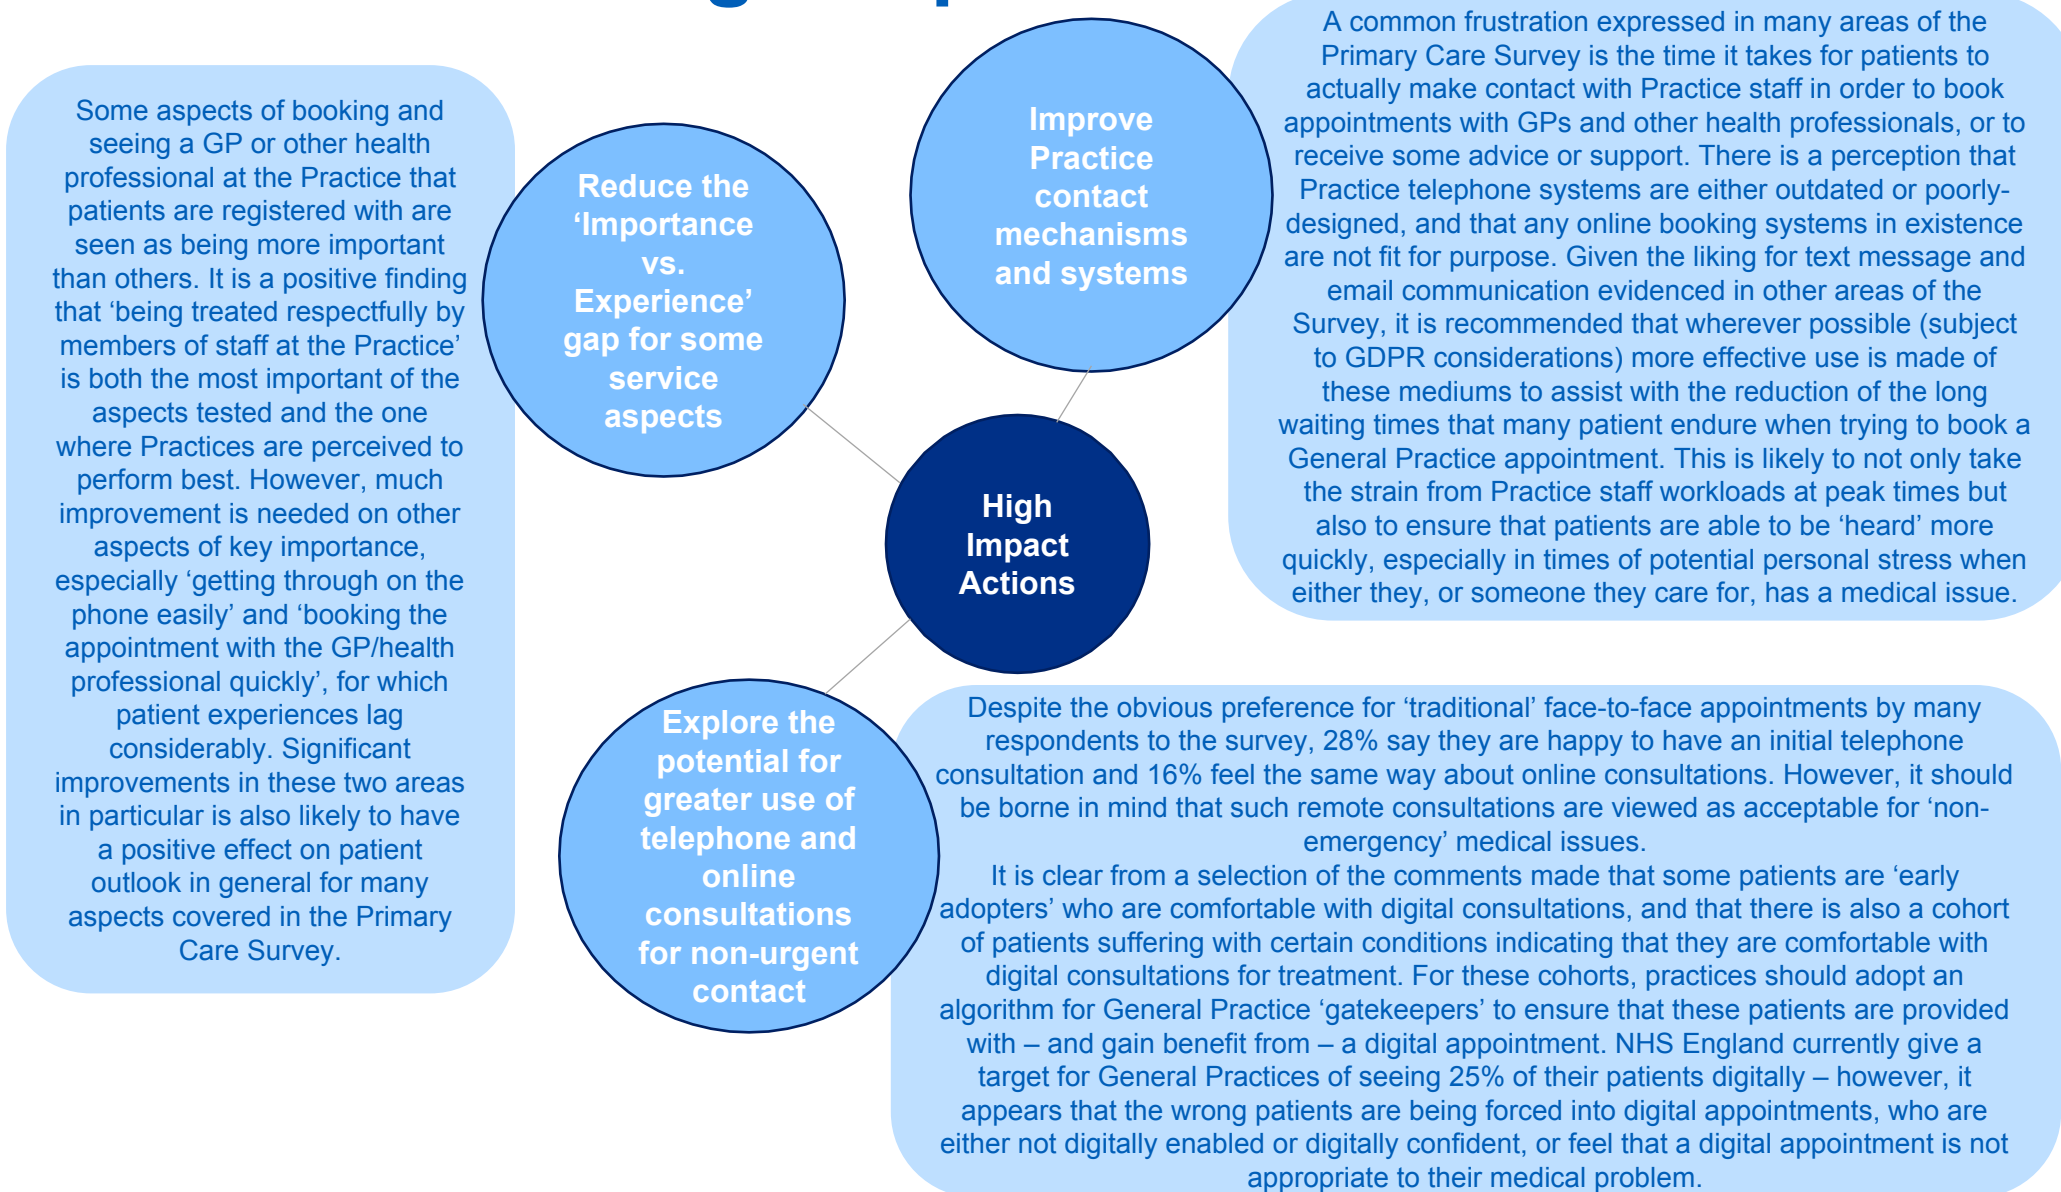 Some aspects of booking and
seeing a GP or other health
professional at the Practice that
patients are registered with are
seen as being more important
than others. It is a positive finding
that ‘being treated respectfully by
members of staff at the Practice’
is both the most important of the
aspects tested and the one
where Practices are perceived to
perform best. However, much
improvement is needed on other
aspects of key importance,
especially ‘getting through on the
phone easily’ and ‘booking the
appointment with the GP/health
professional quickly’, for which
patient experiences lag
considerably. Significant
improvements in these two areas
in particular is also likely to have
a positive effect on patient
outlook in general for many
aspects covered in the Primary
Care Survey.
Reduce the
‘Importance
vs.
Experience’
gap for some
service
aspects
Improve
Practice
contact
mechanisms
and systems
A common frustration expressed in many areas of the
Primary Care Survey is the time it takes for patients to
actually make contact with Practice staff in order to book
appointments with GPs and other health professionals, or to
receive some advice or support. There is a perception that
Practice telephone systems are either outdated or poorly-
designed, and that any online booking systems in existence
are not fit for purpose. Given the liking for text message and
email communication evidenced in other areas of the
Survey, it is recommended that wherever possible (subject
to GDPR considerations) more effective use is made of
these mediums to assist with the reduction of the long
waiting times that many patient endure when trying to book a
General Practice appointment. This is likely to not only take
the strain from Practice staff workloads at peak times but
also to ensure that patients are able to be ‘heard’ more
quickly, especially in times of potential personal stress when
either they, or someone they care for, has a medical issue.
High
Impact
Actions
Explore the
potential for
greater use of
telephone and
online
consultations
for non-urgent
contact
Despite the obvious preference for ‘traditional’ face-to-face appointments by many
respondents to the survey, 28% say they are happy to have an initial telephone
consultation and 16% feel the same way about online consultations. However, it should
be borne in mind that such remote consultations are viewed as acceptable for ‘non-
emergency’ medical issues.
It is clear from a selection of the comments made that some patients are ‘early
adopters’ who are comfortable with digital consultations, and that there is also a cohort
of patients suffering with certain conditions indicating that they are comfortable with
digital consultations for treatment. For these cohorts, practices should adopt an
algorithm for General Practice ‘gatekeepers’ to ensure that these patients are provided
with – and gain benefit from – a digital appointment. NHS England currently give a
target for General Practices of seeing 25% of their patients digitally – however, it
appears that the wrong patients are being forced into digital appointments, who are
either not digitally enabled or digitally confident, or feel that a digital appointment is not
appropriate to their medical problem.